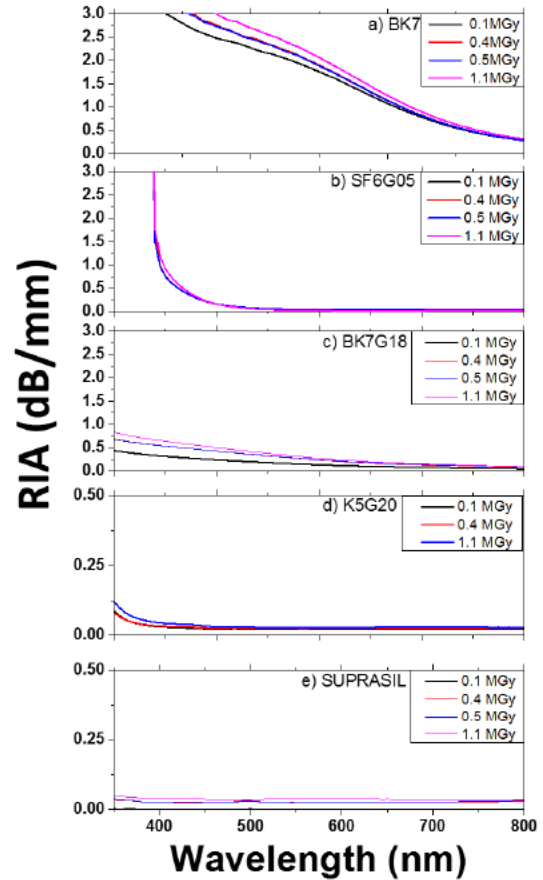 RIA (dB/mm)
3.0
2.5
2.0
1.5
1.0
0.5
0.0
a) BK7
0.1MGy
0.4MGy
0.5MGy
1.1MGy
3.0
2.5
2.0
1.5
1.0
0.5
0.0
b) SF6G05
0.1 MGy
0.4 MGy
0.5 MGy
1.1 MGy
3.0
2.5
2.0
1.5
1.0
0.5
0.0
c) BK7G18
0.1 MGy
0.4 MGy
0.5 MGy
1.1 MGy
0.50
0.25
0.00
d) K5G20
0.1 MGy
0.4 MGy
1.1 MGy
0.50
0.25
0.00
e) SUPRASIL
0.1 MGy
0.4 MGy
0.5 MGy
1.1 MGy
400 500 600 700 800
Wavelength (nm)